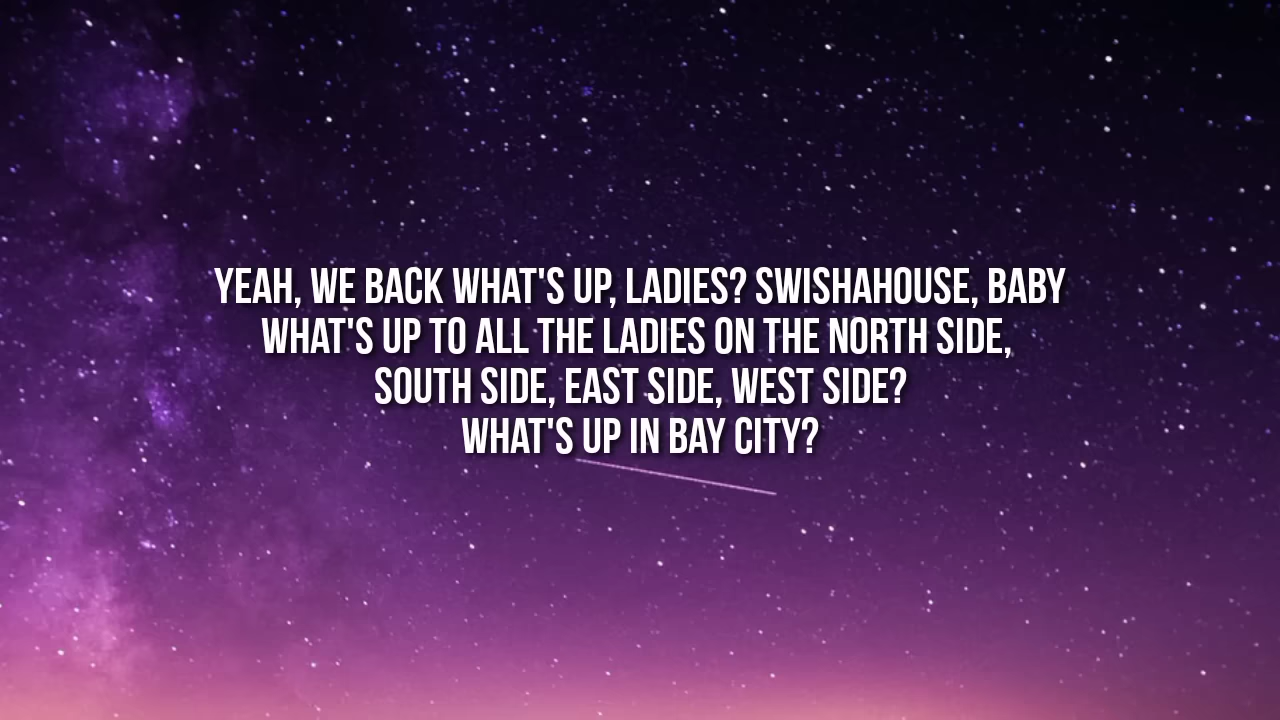 YEAH, WE BACK WHAT'S UP, LADIES? SWISHAHOUSE, BABY
WHAT'S UP TO ALL THE LADIES ON THE NORTH SIDE,
SOUTH SIDE, EAST SIDE, WEST SIDE?
WHAT'S UP IN BAY CITY?